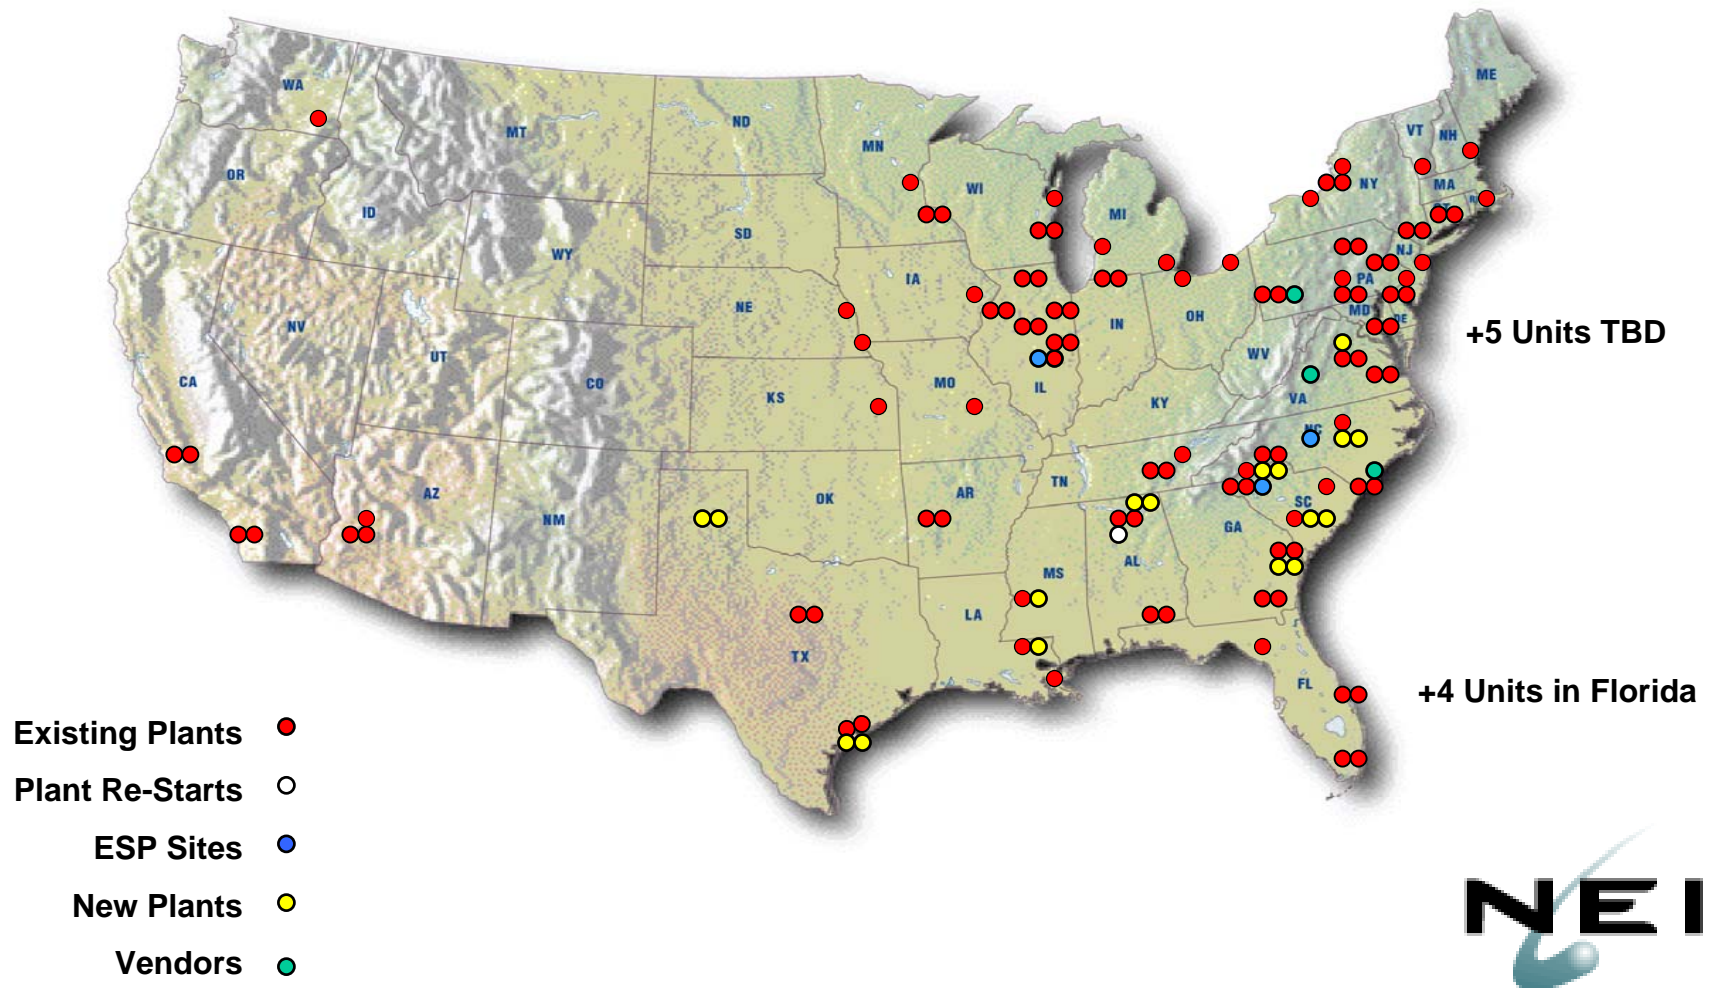 WA
MT
ND
MN
ME
VT
NH
OR
ID
WI
MI
NY
MA
SD
WY
IA
NJ
PA
NE
NV
UT
IN
OH
MD
DE
+5 Units TBD
CA
CO
KS
MO
IL
WV
KY
VA
NC
AZ
NM
OK
AR
TN
SC
GA
MS
AL
LA
TX
FL
+4 Units in Florida
Existing Plants
Plant Re-Starts
ESP Sites
New Plants
Vendors
NEI